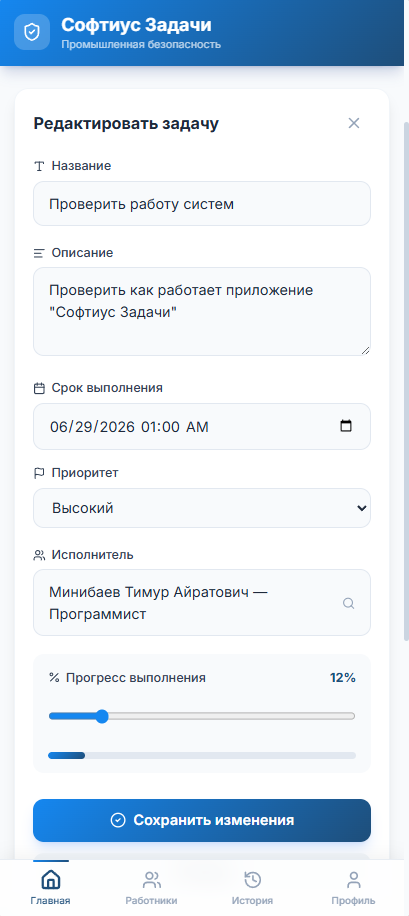 Софтиус Задачи
Промышленная безопасность
Редактировать задачу
Название
Проверить работу систем
Описание
Проверить как работает приложение
"Софтиус Задачи"
Срок выполнения
06/29/2026 01:00 AM
Приоритет
Высокий
Исполнитель
Минибаев Тимур Айратович —
Программист
% Прогресс выполнения
12%
Сохранить изменения
Главная
Работники
История
Профиль